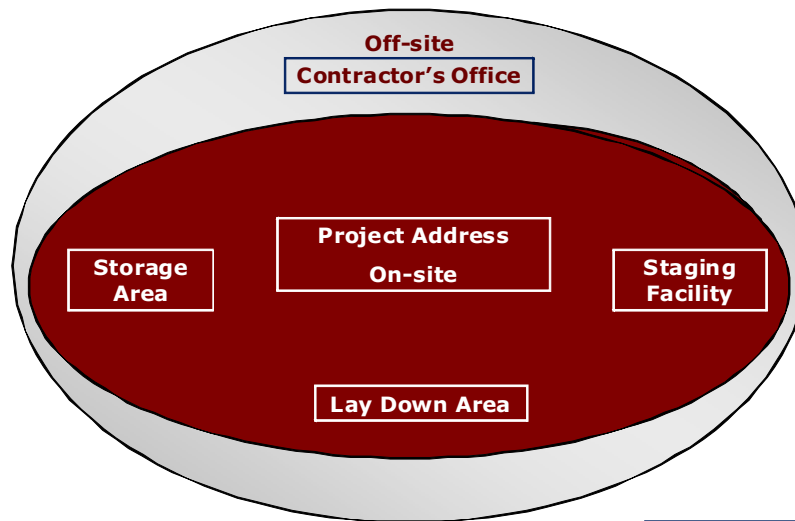 Off-site
Contractor’s Office
Project Address
On-site
Storage
Area
Staging
Facility
Lay Down Area